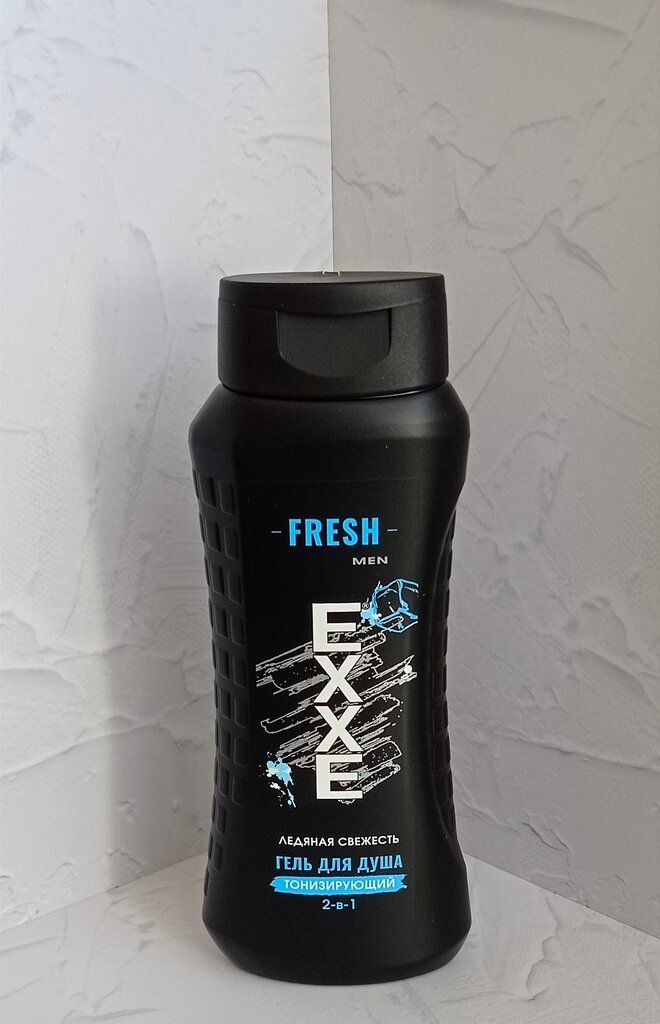 FRESH
MEN
EXXE®
ЛЕДЯНАЯ СВЕЖЕСТЬ
ГЕЛЬ ДЛЯ ДУША
ТОНИЗИРУЮЩИЙ
2-в-1